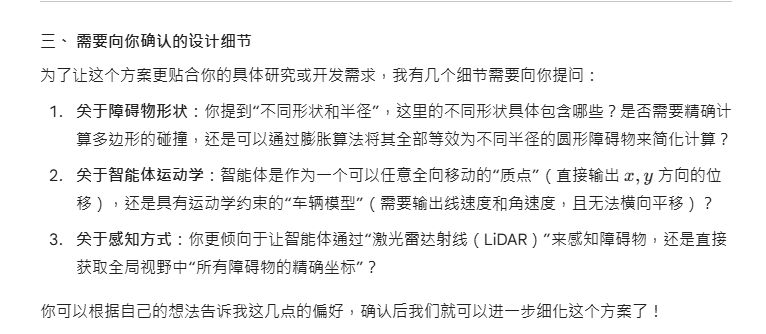 三、 需要向你确认的设计细节
为了让这个方案更贴合你的具体研究或开发需求，我有几个细节需要向你提问：
1. 关于障碍物形状：你提到“不同形状和半径”，这里的不同形状具体包含哪些？是否需要精确计
算多边形的碰撞，还是可以通过膨胀算法将其全部等效为不同半径的圆形障碍物来简化计算？
2. 关于智能体运动学：智能体是作为一个可以任意全向移动的“质点”（直接输出 x, y 方向的位
移），还是具有运动学约束的“车辆模型”（需要输出线速度和角速度，且无法横向平移）？
3. 关于感知方式：你更倾向于让智能体通过“激光雷达射线（LiDAR）”来感知障碍物，还是直接
获取全局视野中“所有障碍物的精确坐标”？
你可以根据自己的想法告诉我这几点的偏好，确认后我们就可以进一步细化这个方案了！